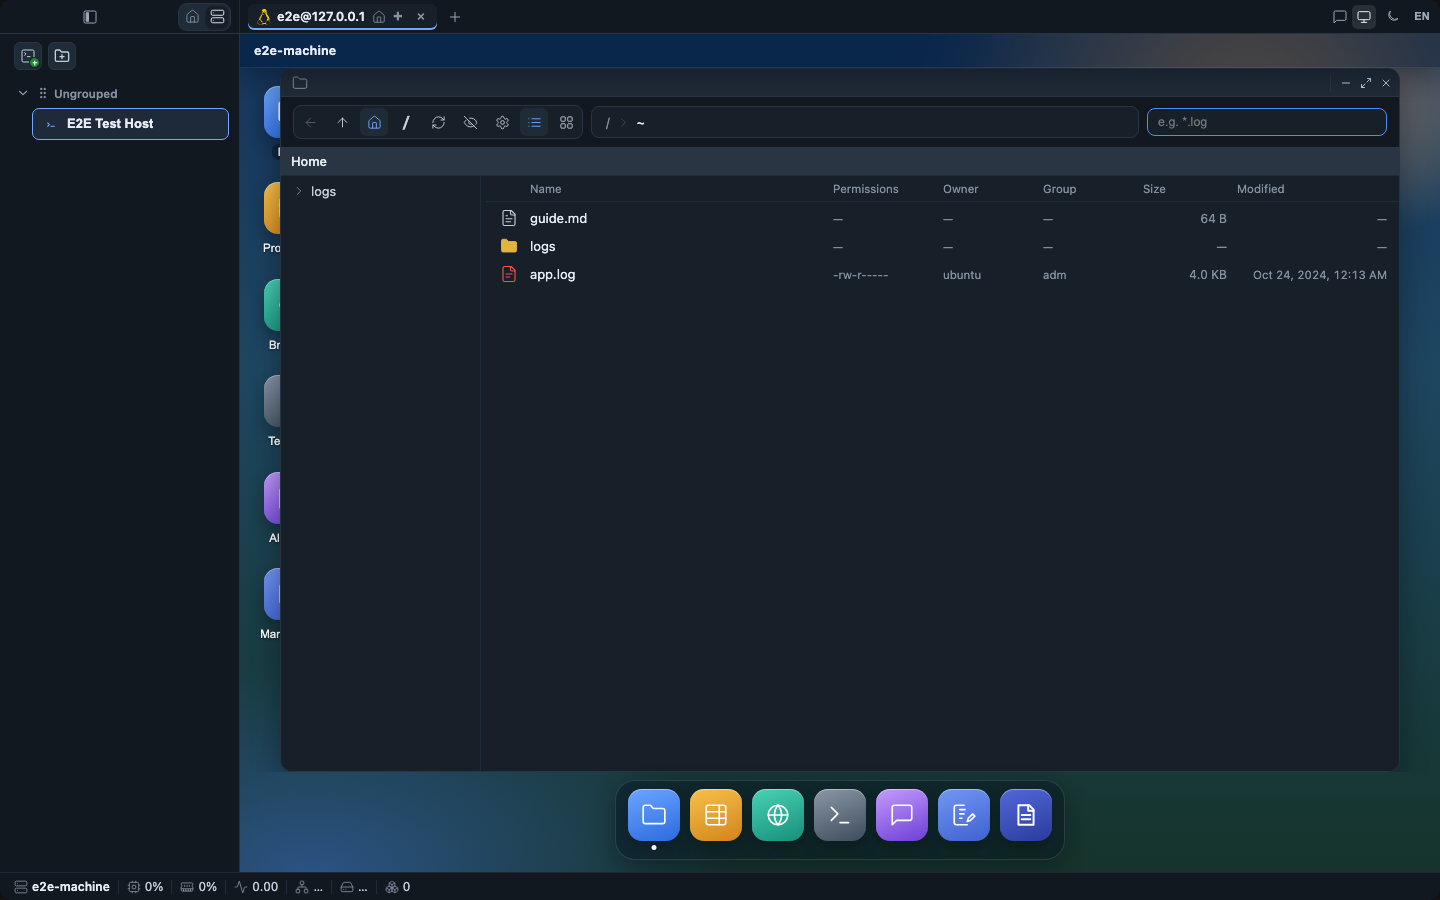 e2e@127.0.0.1
EN
e2e-machine
Ungrouped
E2E Test Host
/
/ ~
e.g. *.log
Home
logs
Name Permissions Owner Group Size Modified
guide.md — — — 64 B —
logs — — — — —
app.log -rw-r----- ubuntu adm 4.0 KB Oct 24, 2024, 12:13 AM
Pro
Br
Te
AI
Mar
e2e-machine 0% 0% 0.00 ... ... 0